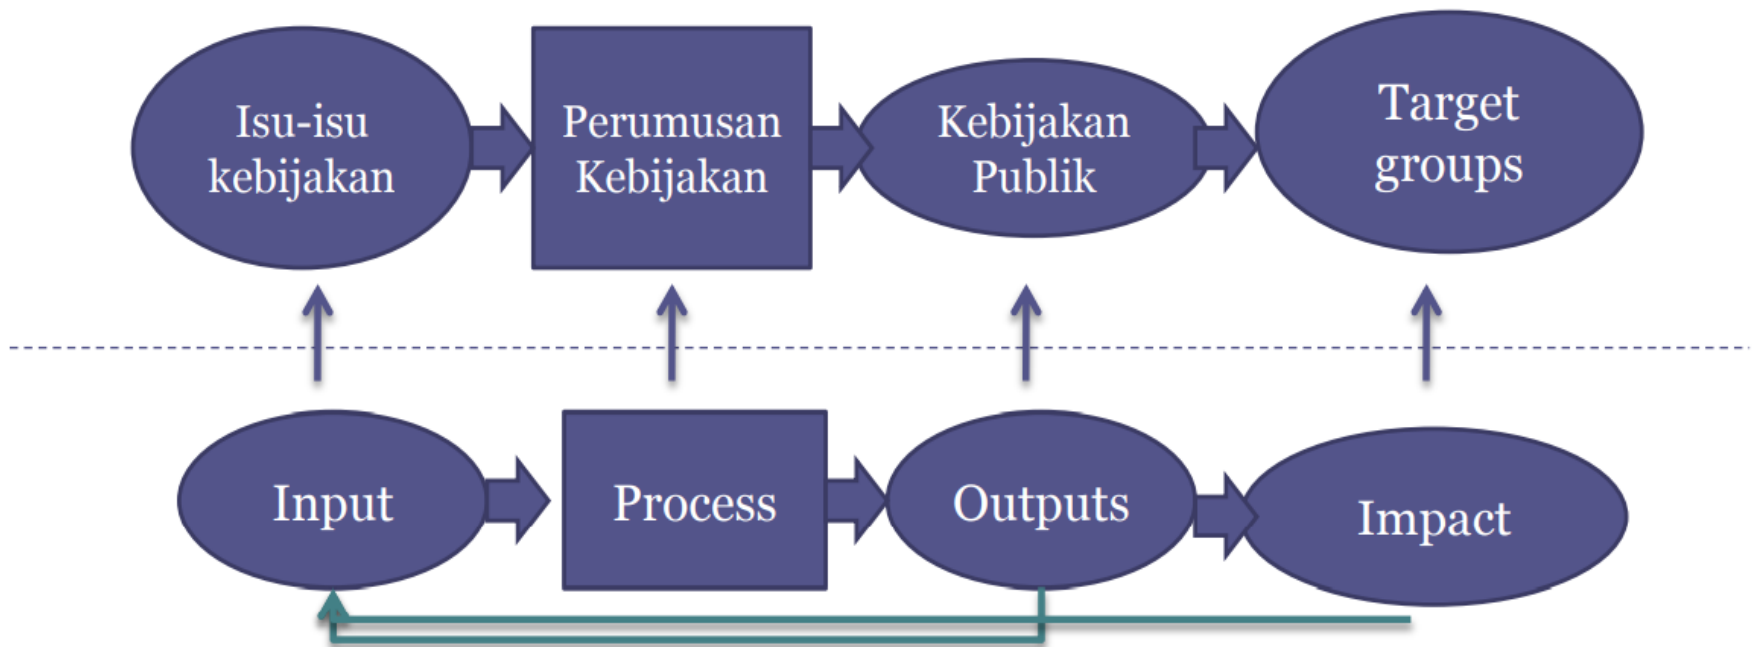 Isu-isu
kebijakan
Perumusan
Kebijakan
Kebijakan
Publik
Target
groups
Input
Process
Outputs
Impact